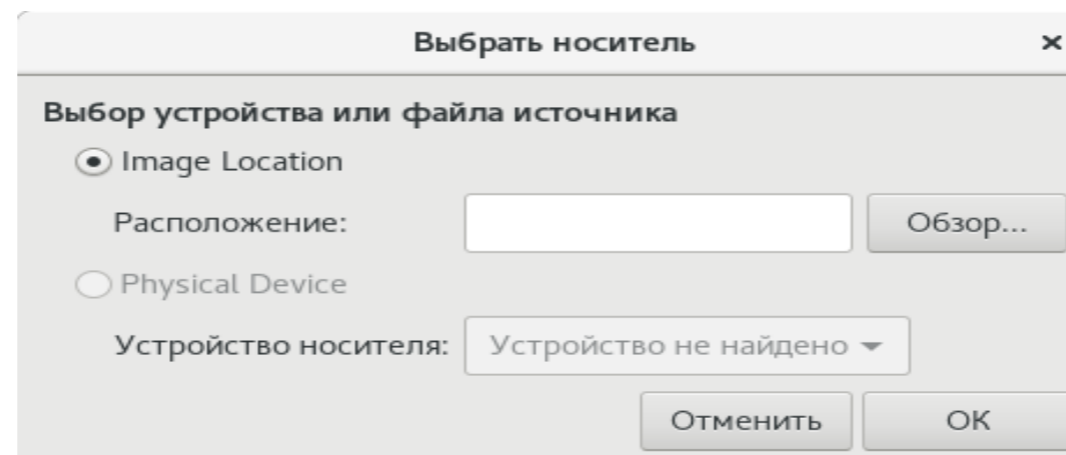 Выбрать носитель ×
Выбор устройства или файла источника
Image Location
Расположение: Обзор...
Physical Device
Устройство носителя: Устройство не найдено
Отменить OK